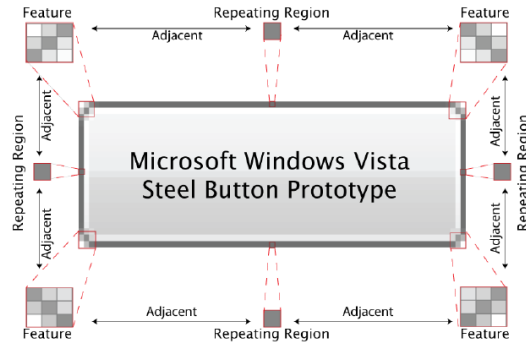 Feature
Repeating Region
Feature
Adjacent
Adjacent
Adjacent
Adjacent
Repeating Region
Microsoft Windows Vista
Steel Button Prototype
Repeating Region
Adjacent
Adjacent
Adjacent
Adjacent
Feature
Repeating Region
Feature